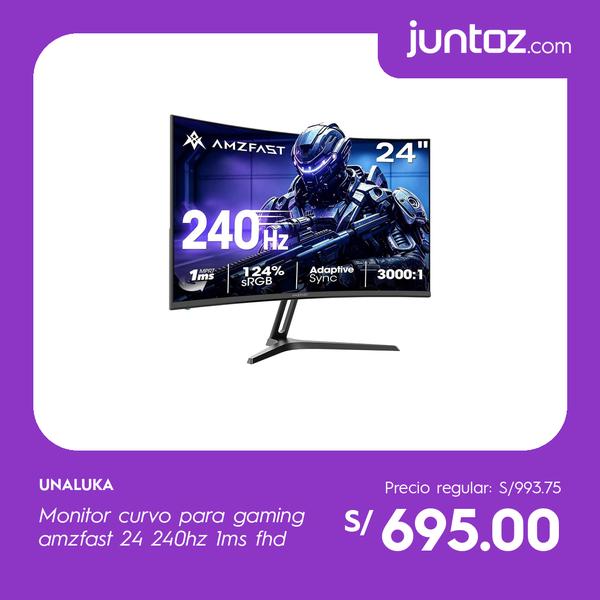 juntoz.com
AMZFAST
24"
240Hz
1ms MPRT
124% sRGB
Adaptive Sync
3000:1
UNALUKA
Monitor curvo para gaming
amzfast 24 240hz 1ms fhd
Precio regular: S/993.75
S/ 695.00